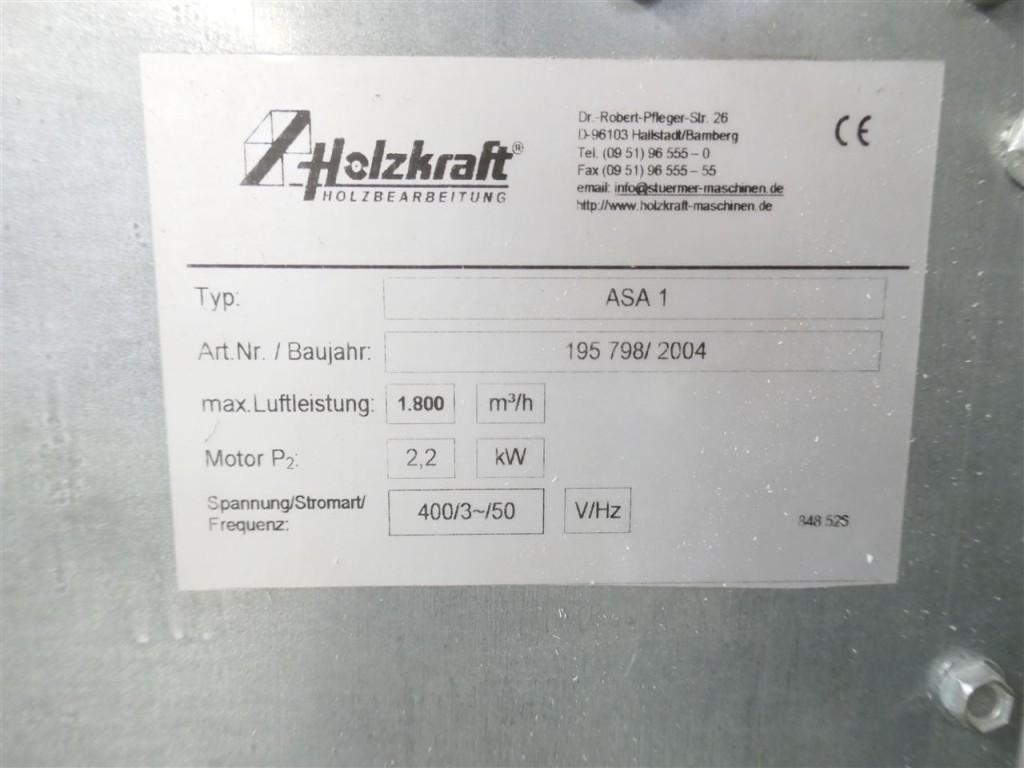 Holzkraft®
HOLZBEARBEITUNG
Dr.-Robert-Pfleger-Str. 26
D-96103 Hallstadt/Bamberg
Tel. (09 51) 96 555 – 0
Fax (09 51) 96 555 – 55
email: info@stuermer-maschinen.de
http://www.holzkraft-maschinen.de
CE
Typ: ASA 1
Art.Nr. / Baujahr: 195 798/ 2004
max.Luftleistung: 1.800 m³/h
Motor P₂: 2,2 kW
Spannung/Stromart/
Frequenz: 400/3~/50 V/Hz
848 52S